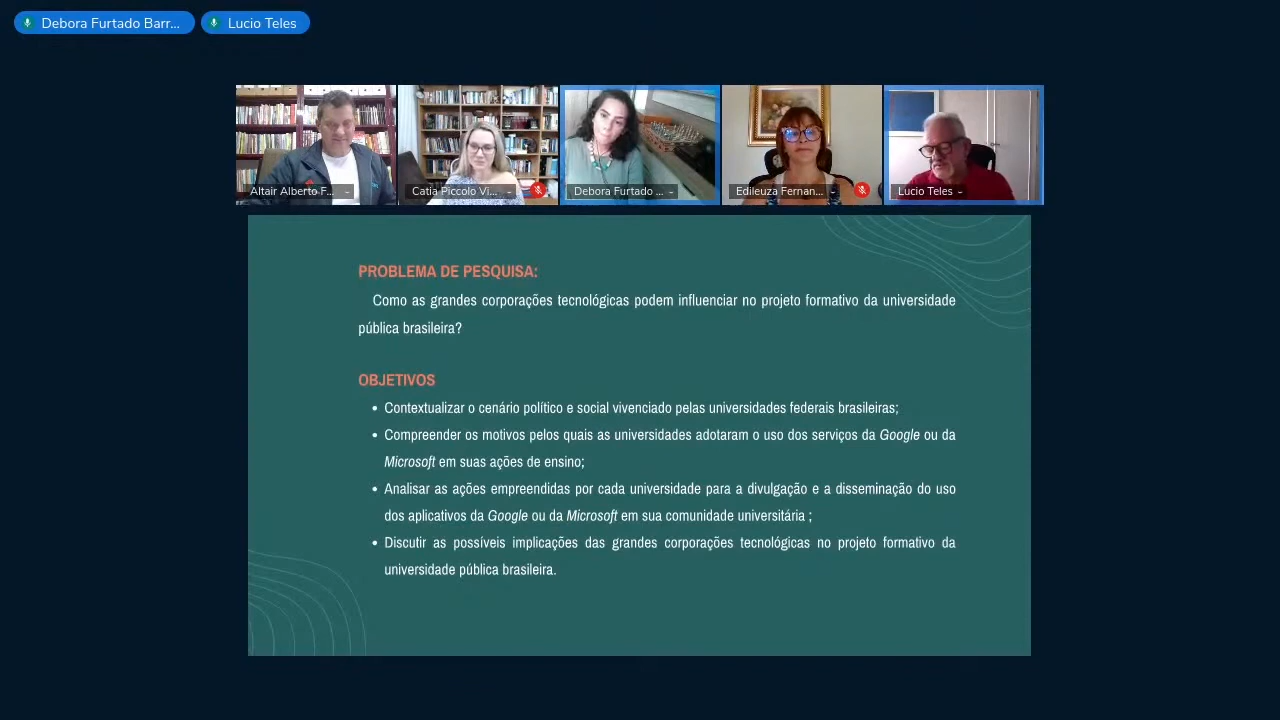 Debora Furtado Barr...
Lucio Teles
Altair Alberto F...
Catia Piccolo Vi...
Debora Furtado ...
Edileuza Fernan...
Lucio Teles
PROBLEMA DE PESQUISA:
Como as grandes corporações tecnológicas podem influenciar no projeto formativo da universidade
pública brasileira?
OBJETIVOS
• Contextualizar o cenário político e social vivenciado pelas universidades federais brasileiras;
• Compreender os motivos pelos quais as universidades adotaram o uso dos serviços da Google ou da
Microsoft em suas ações de ensino;
• Analisar as ações empreendidas por cada universidade para a divulgação e a disseminação do uso
dos aplicativos da Google ou da Microsoft em sua comunidade universitária ;
• Discutir as possíveis implicações das grandes corporações tecnológicas no projeto formativo da
universidade pública brasileira.